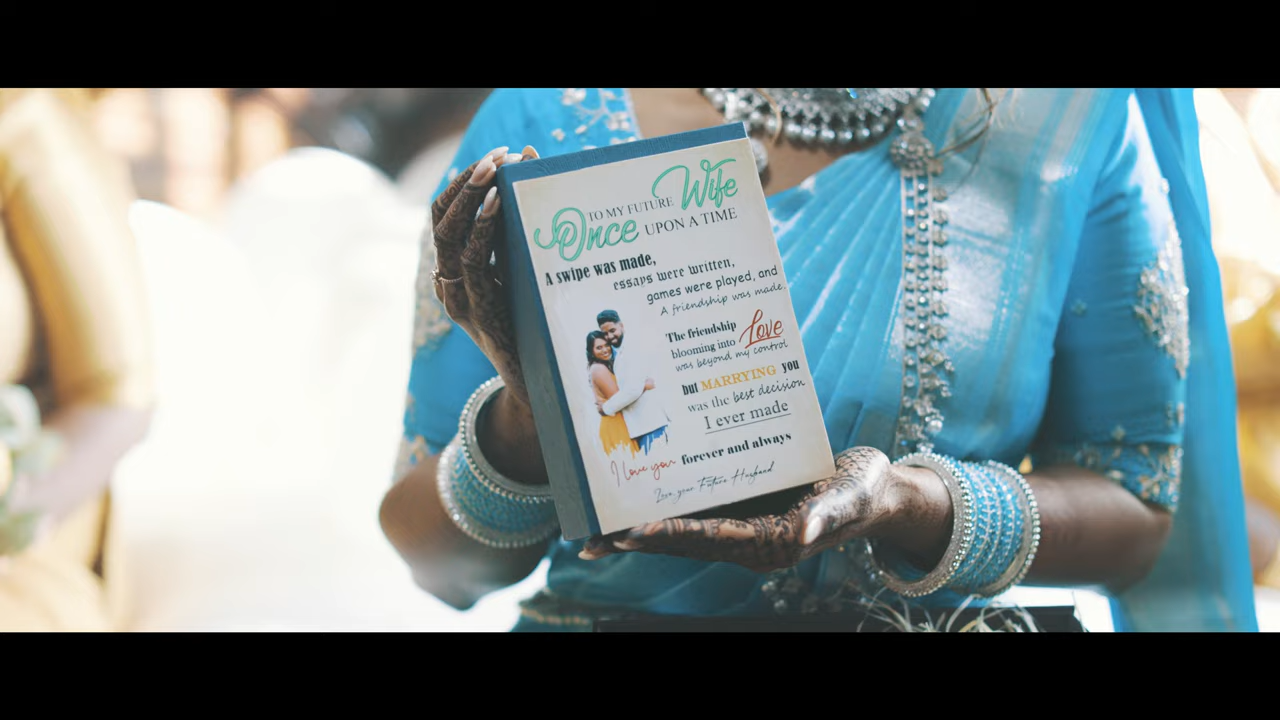 TO MY FUTURE Wife
Once UPON A TIME
A swipe was made,
essays were written,
games were played, and
A friendship was made.
The friendship
blooming into Love
was beyond my control
but MARRYING you
was the best decision
I ever made
I love you forever and always
Love, your Future Husband